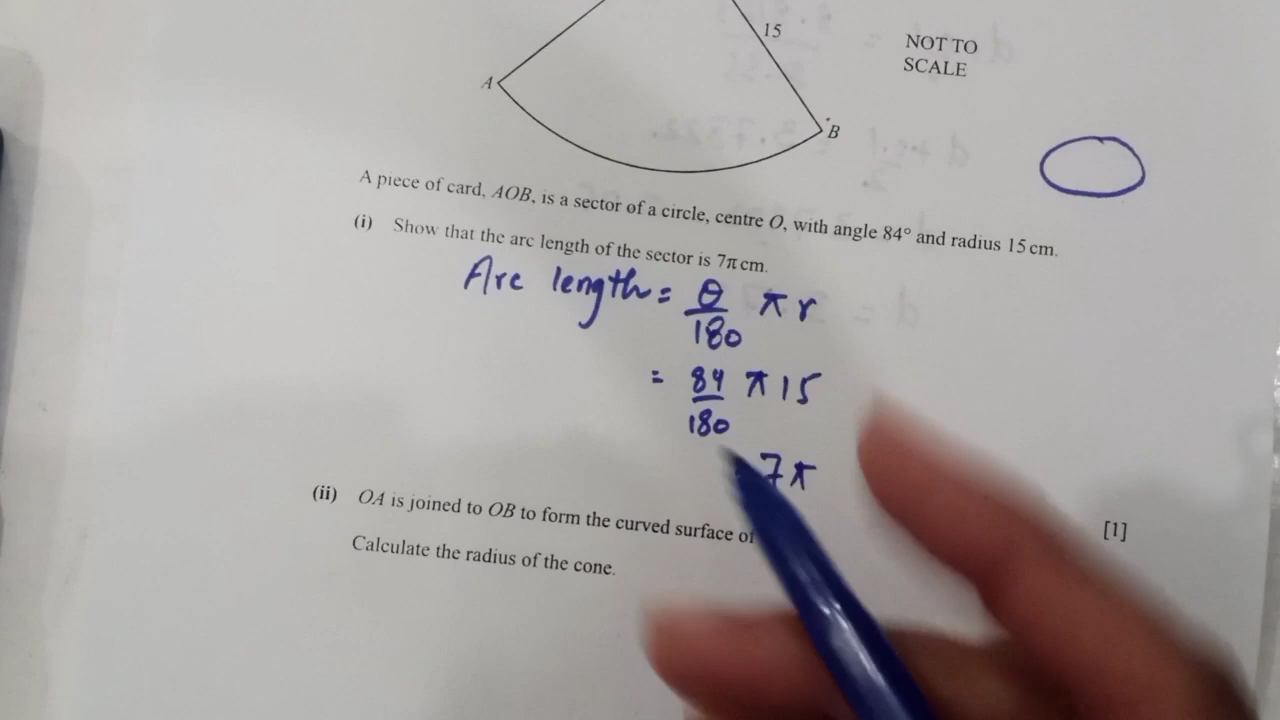 15
NOT TO
SCALE
A
B
A piece of card, AOB, is a sector of a circle, centre O, with angle 84° and radius 15 cm.
(i) Show that the arc length of the sector is 7π cm.
Arc length = θ/180 π r
= 84/180 π 15
7π
[1]
(ii) OA is joined to OB to form the curved surface of
Calculate the radius of the cone.